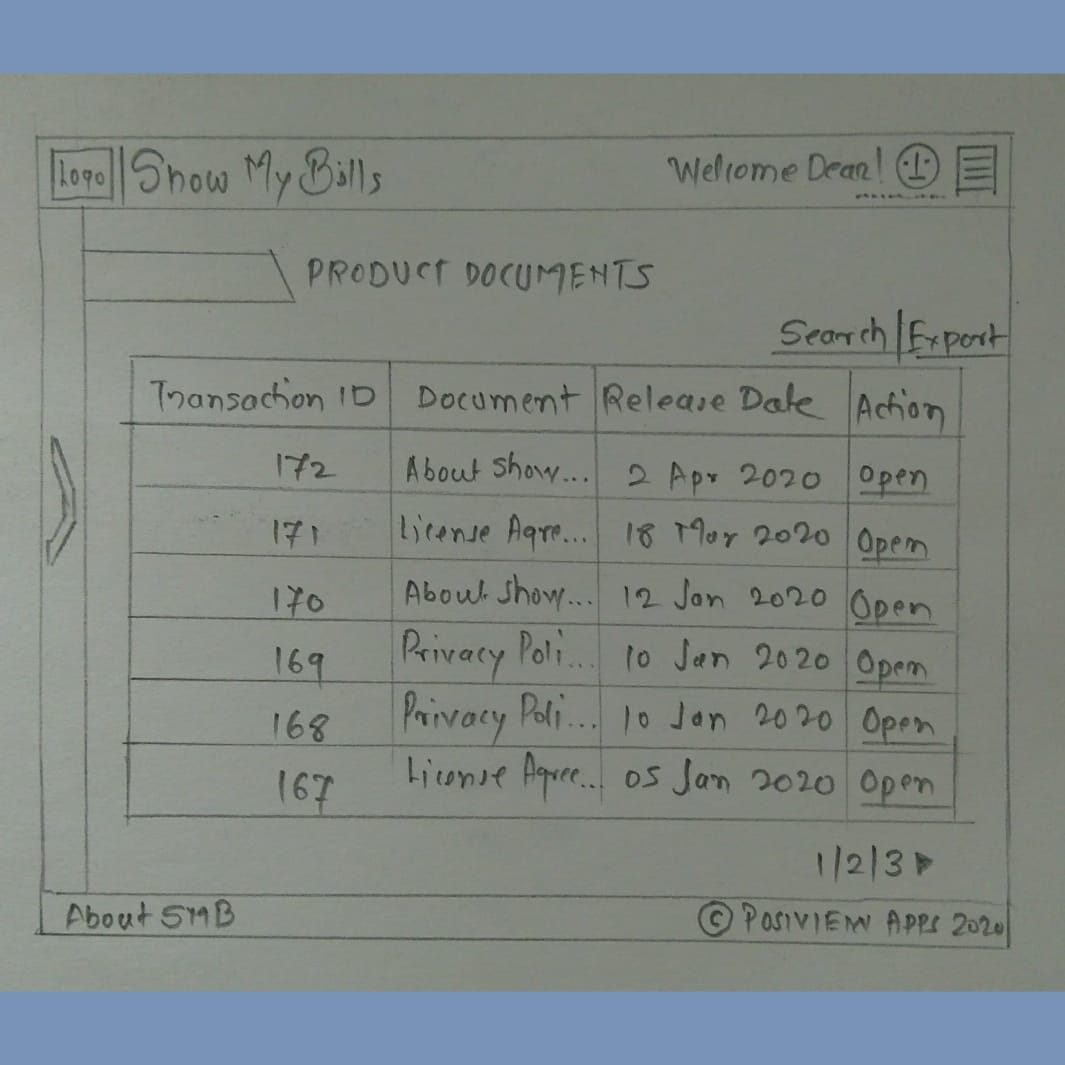 Logo Show My Bills Welcome Dear!
PRODUCT DOCUMENTS
Search | Export
Transaction ID Document Release Date Action
172 About Show... 2 Apr 2020 Open
171 License Agre... 18 Mar 2020 Open
170 About Show... 12 Jan 2020 Open
169 Privacy Poli... 10 Jan 2020 Open
168 Privacy Poli... 10 Jan 2020 Open
167 License Agree... 05 Jan 2020 Open
1/2/3
About SMB © POSIVIEW APPS 2020